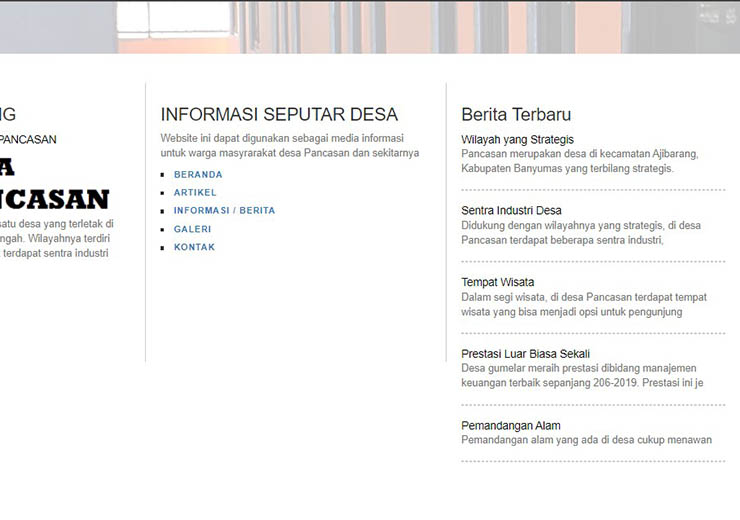 NG
PANCASAN
A
NCASAN
satu desa yang terletak di
ngah. Wilayahnya terdiri
terdapat sentra industri
INFORMASI SEPUTAR DESA
Website ini dapat digunakan sebagai media informasi
untuk warga masyrarakat desa Pancasan dan sekitarnya
BERANDA
ARTIKEL
INFORMASI / BERITA
GALERI
KONTAK
Berita Terbaru
Wilayah yang Strategis
Pancasan merupakan desa di kecamatan Ajibarang,
Kabupaten Banyumas yang terbilang strategis.
Sentra Industri Desa
Didukung dengan wilayahnya yang strategis, di desa
Pancasan terdapat beberapa sentra industri,
Tempat Wisata
Dalam segi wisata, di desa Pancasan terdapat tempat
wisata yang bisa menjadi opsi untuk pengunjung
Prestasi Luar Biasa Sekali
Desa gumelar meraih prestasi dibidang manajemen
keuangan terbaik sepanjang 206-2019. Prestasi ini je
Pemandangan Alam
Pemandangan alam yang ada di desa cukup menawan